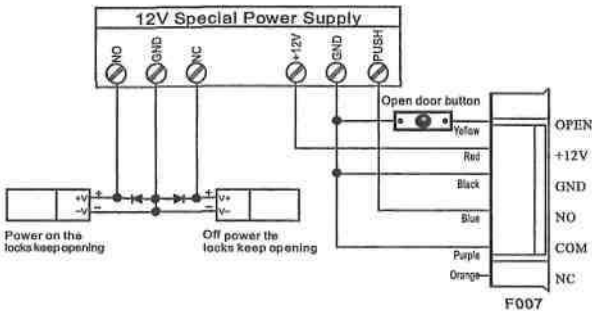 12V Special Power Supply
NO
GND
NC
+12V
GND
PUSH
Open door button
Yellow
OPEN
Red
+12V
Black
GND
Blue
NO
Purple
COM
Orange
NC
F007
+V
+
-V
-
+
V+
-
V-
Power on the
locks keep opening
Off power the
locks keep opening